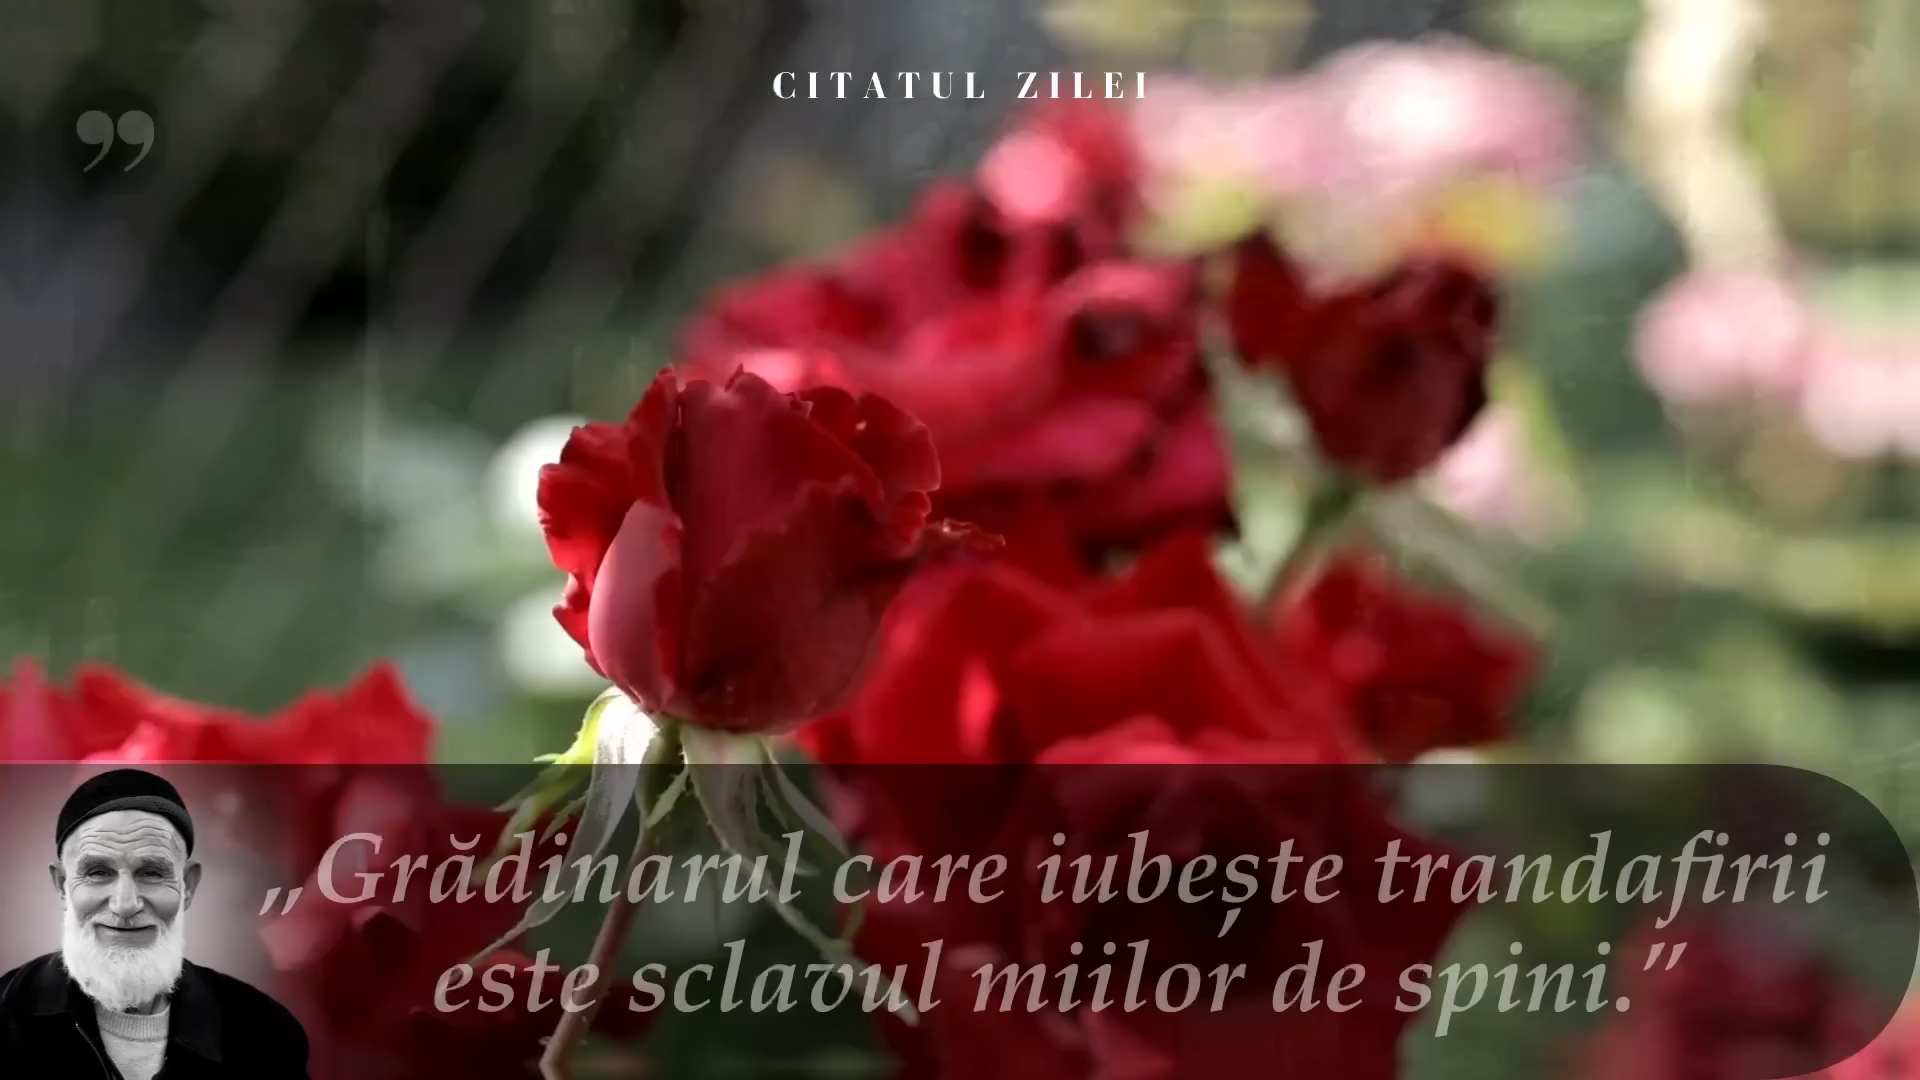 CITATUL ZILEI
”
„Grădinarul care iubește trandafirii
este sclavul miilor de spini.”